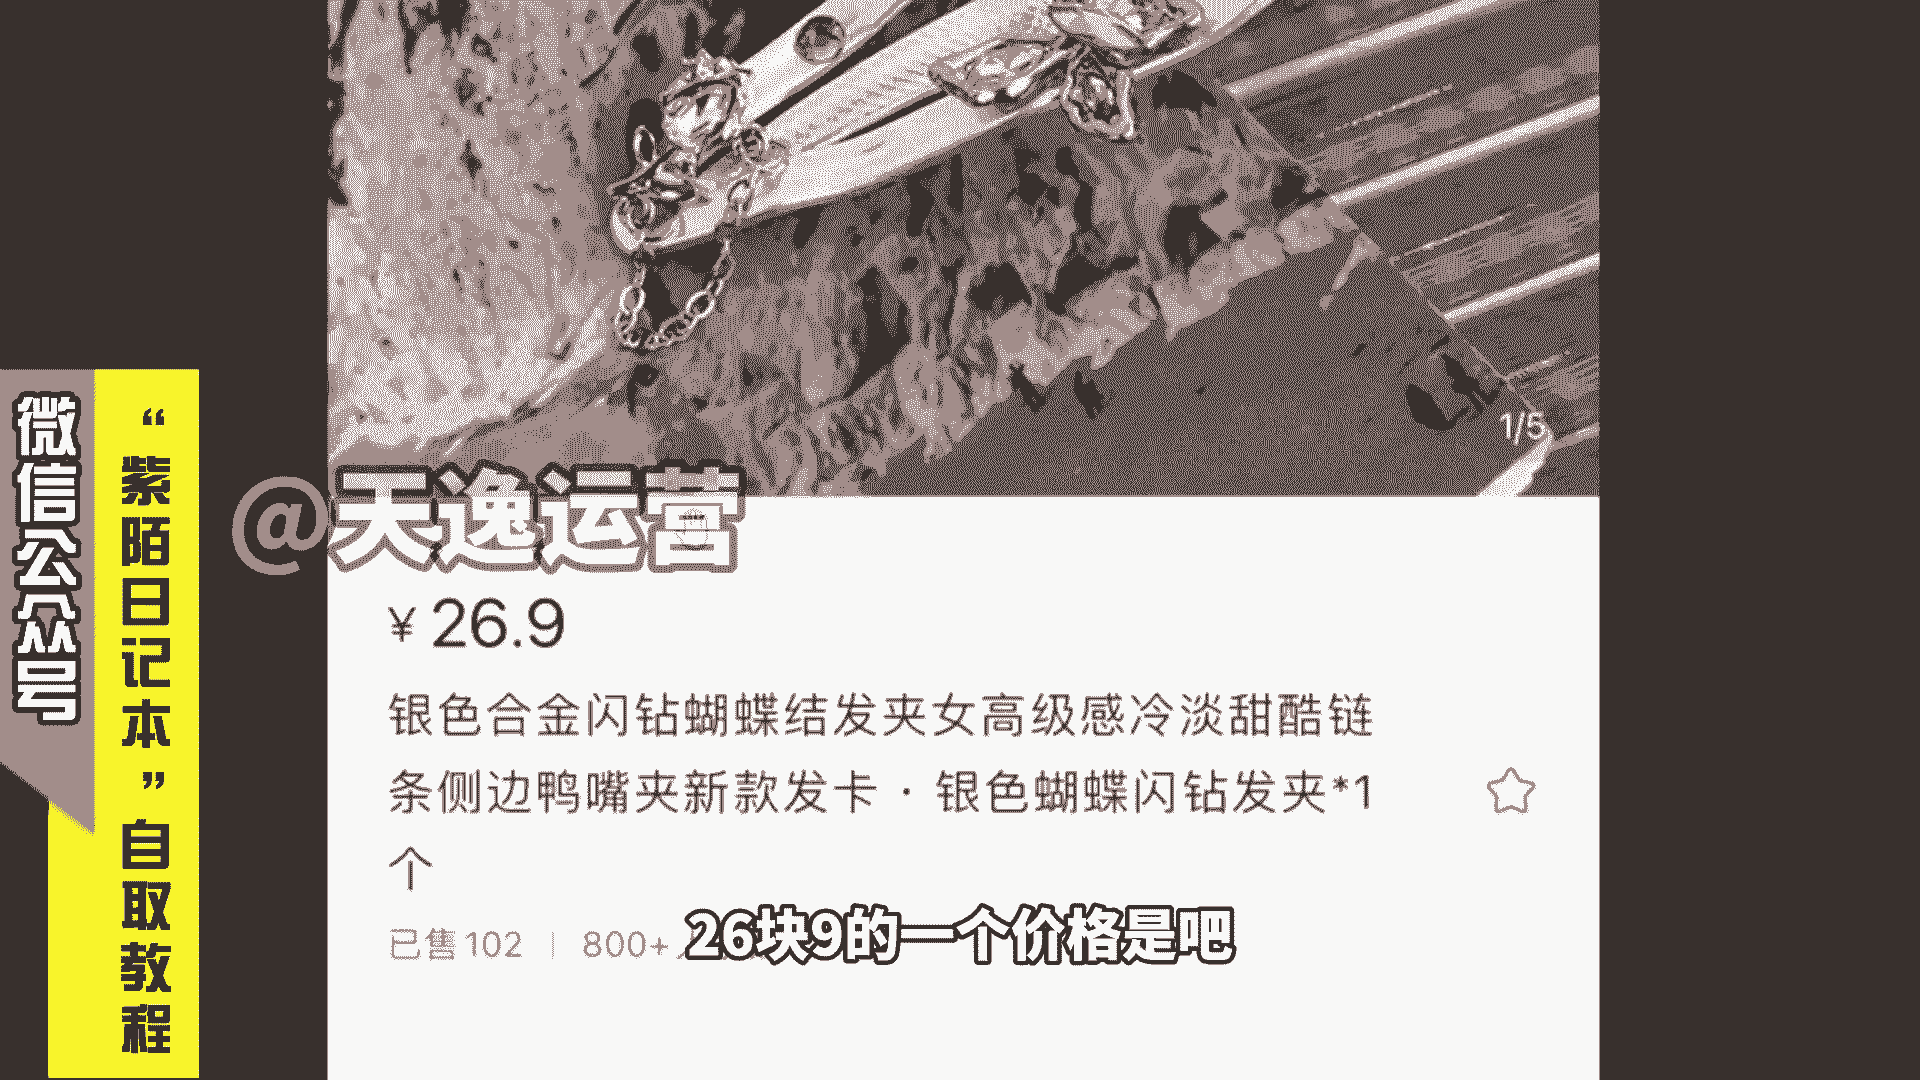 微信公众号
“紫陌日记本”自取教程
1/5
@天逸运营
¥26.9
银色合金闪钻蝴蝶结发夹女高级感冷淡甜酷链
条侧边鸭嘴夹新款发卡·银色蝴蝶闪钻发夹*1
个
已售102 | 800+
26块9的一个价格是吧